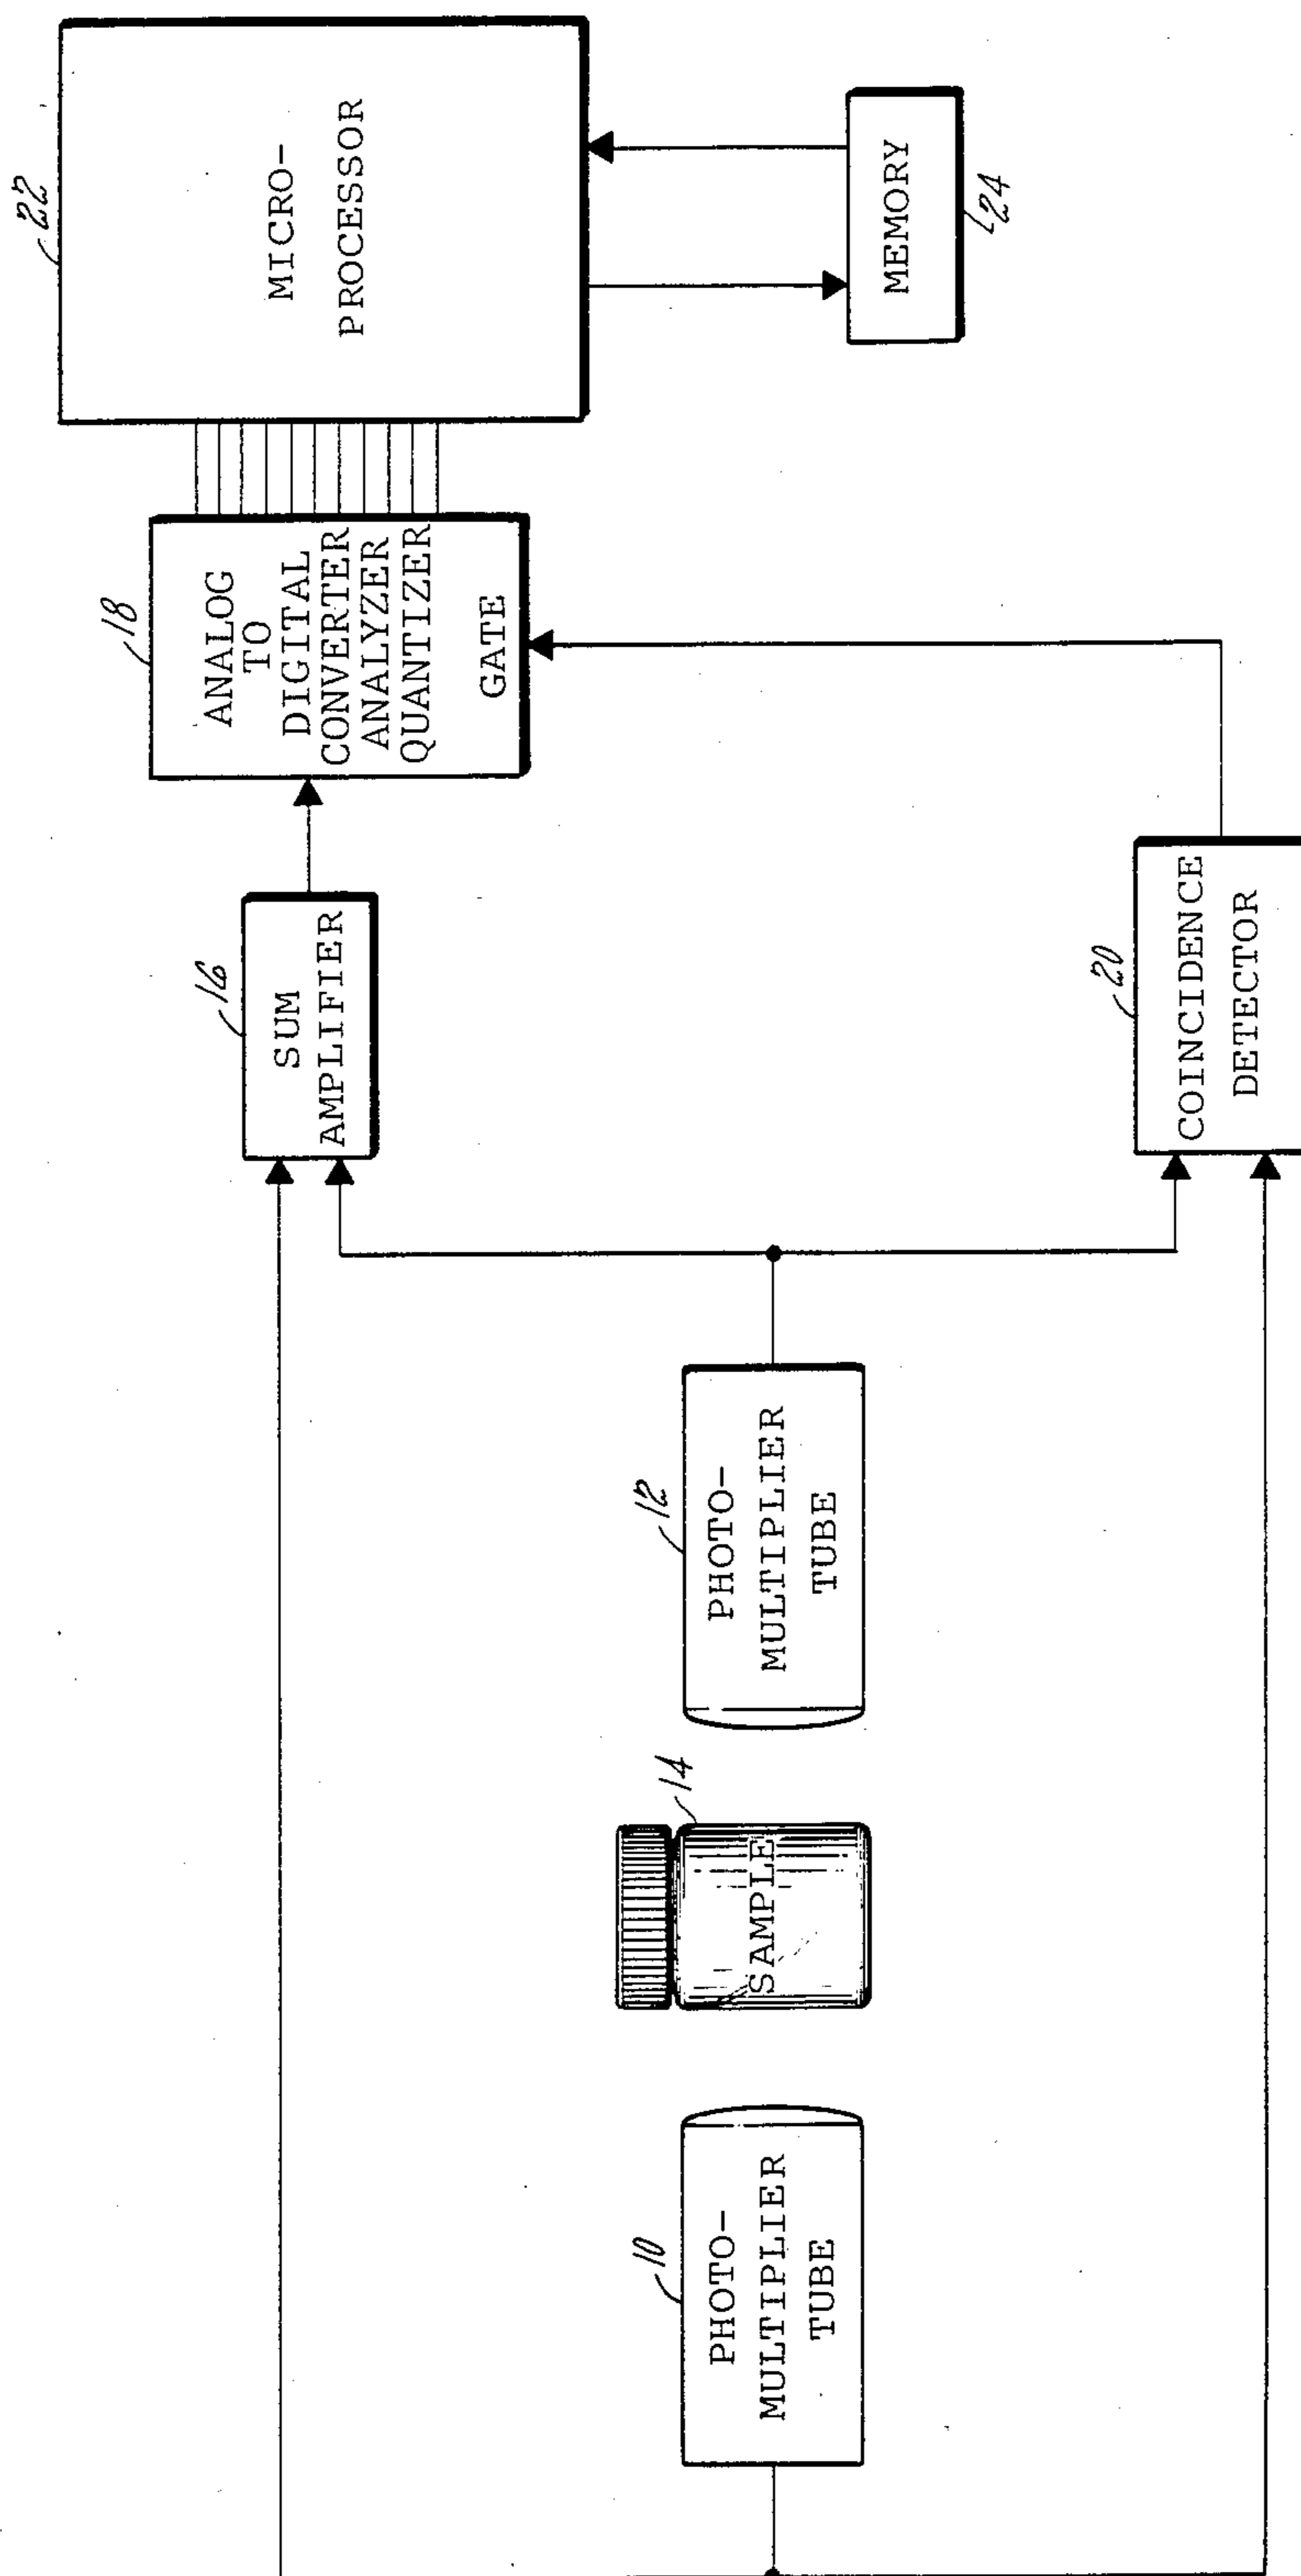 10
PHOTO-
MULTIPLIER
TUBE
14
SAMPLE
12
PHOTO-
MULTIPLIER
TUBE
16
SUM
AMPLIFIER
20
COINCIDENCE
DETECTOR
18
ANALOG
TO
DIGITAL
CONVERTER
ANALYZER
QUANTIZER
GATE
22
MICRO-
PROCESSOR
MEMORY
24